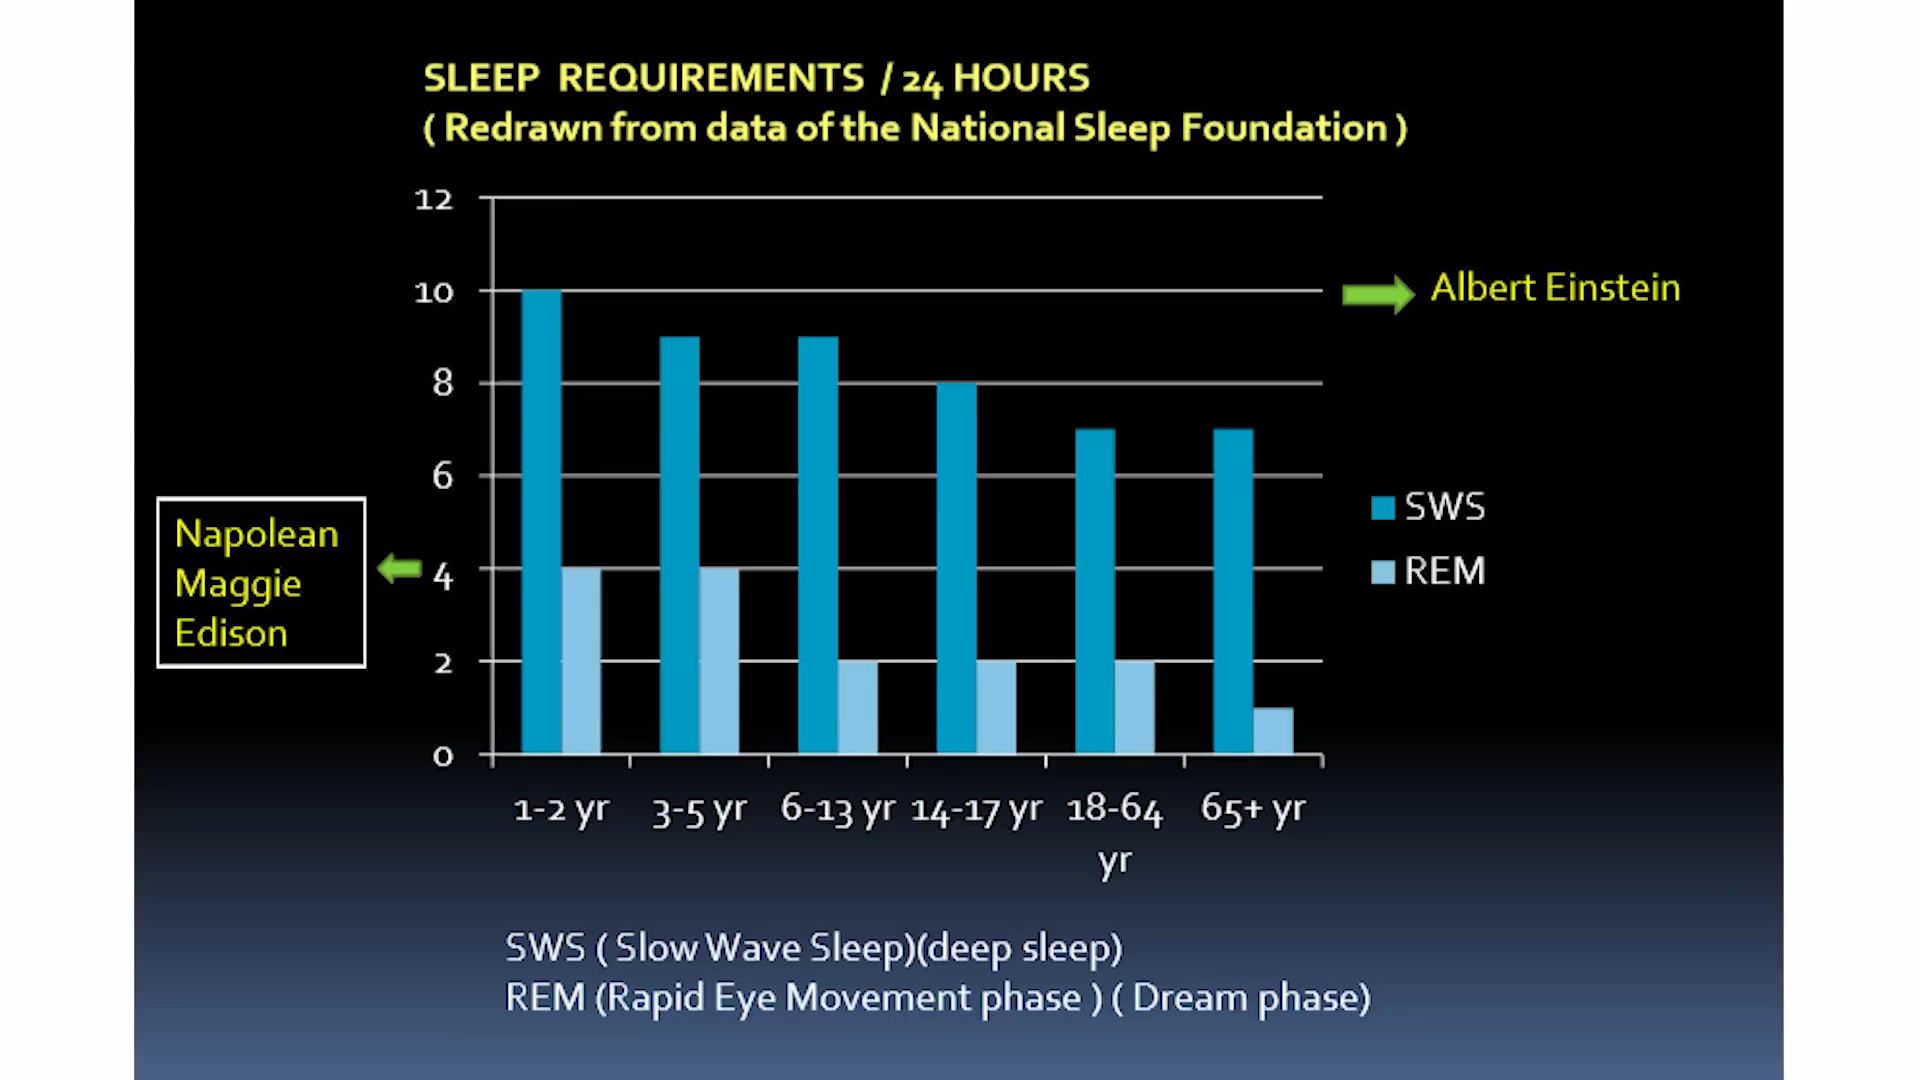 SLEEP REQUIREMENTS / 24 HOURS
( Redrawn from data of the National Sleep Foundation )
12
10
8
6
4
2
0
Albert Einstein
Napolean
Maggie
Edison
SWS
REM
1-2 yr
3-5 yr
6-13 yr
14-17 yr
18-64
yr
65+ yr
SWS ( Slow Wave Sleep)(deep sleep)
REM (Rapid Eye Movement phase ) ( Dream phase)